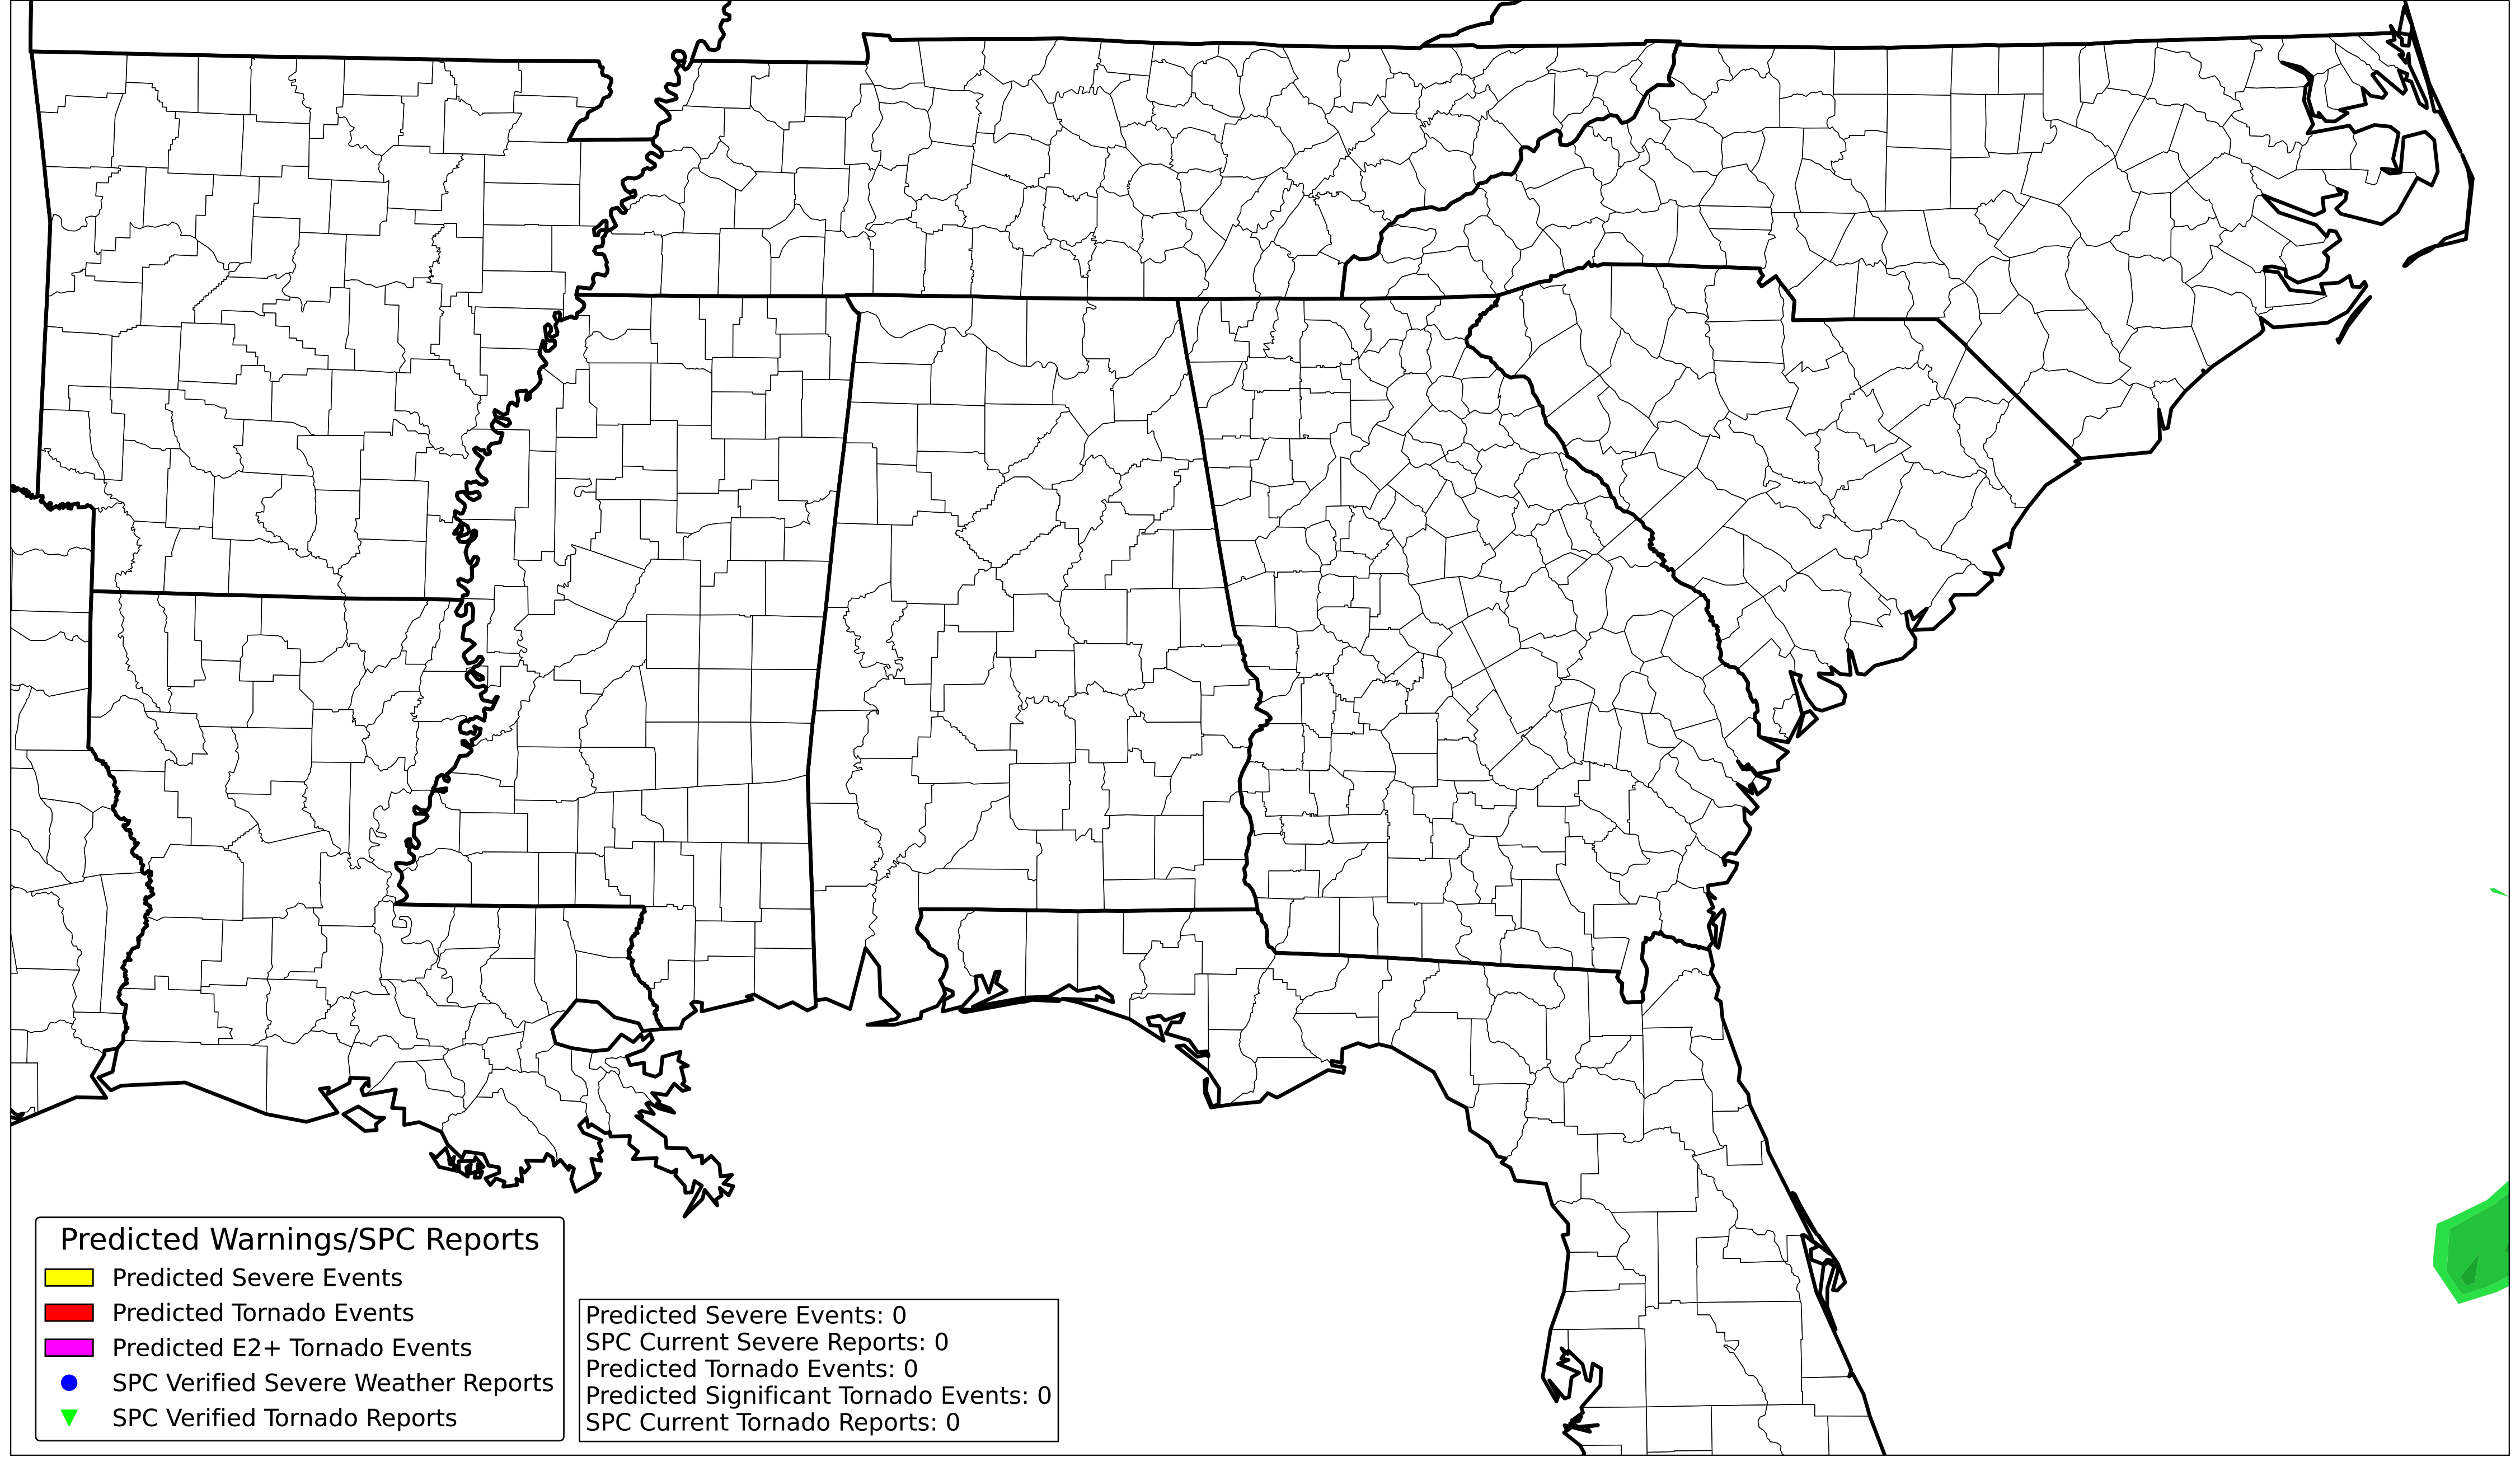 Predicted Warnings/SPC Reports
Predicted Severe Events
Predicted Tornado Events
Predicted E2+ Tornado Events
SPC Verified Severe Weather Reports
SPC Verified Tornado Reports
Predicted Severe Events: 0
SPC Current Severe Reports: 0
Predicted Tornado Events: 0
Predicted Significant Tornado Events: 0
SPC Current Tornado Reports: 0